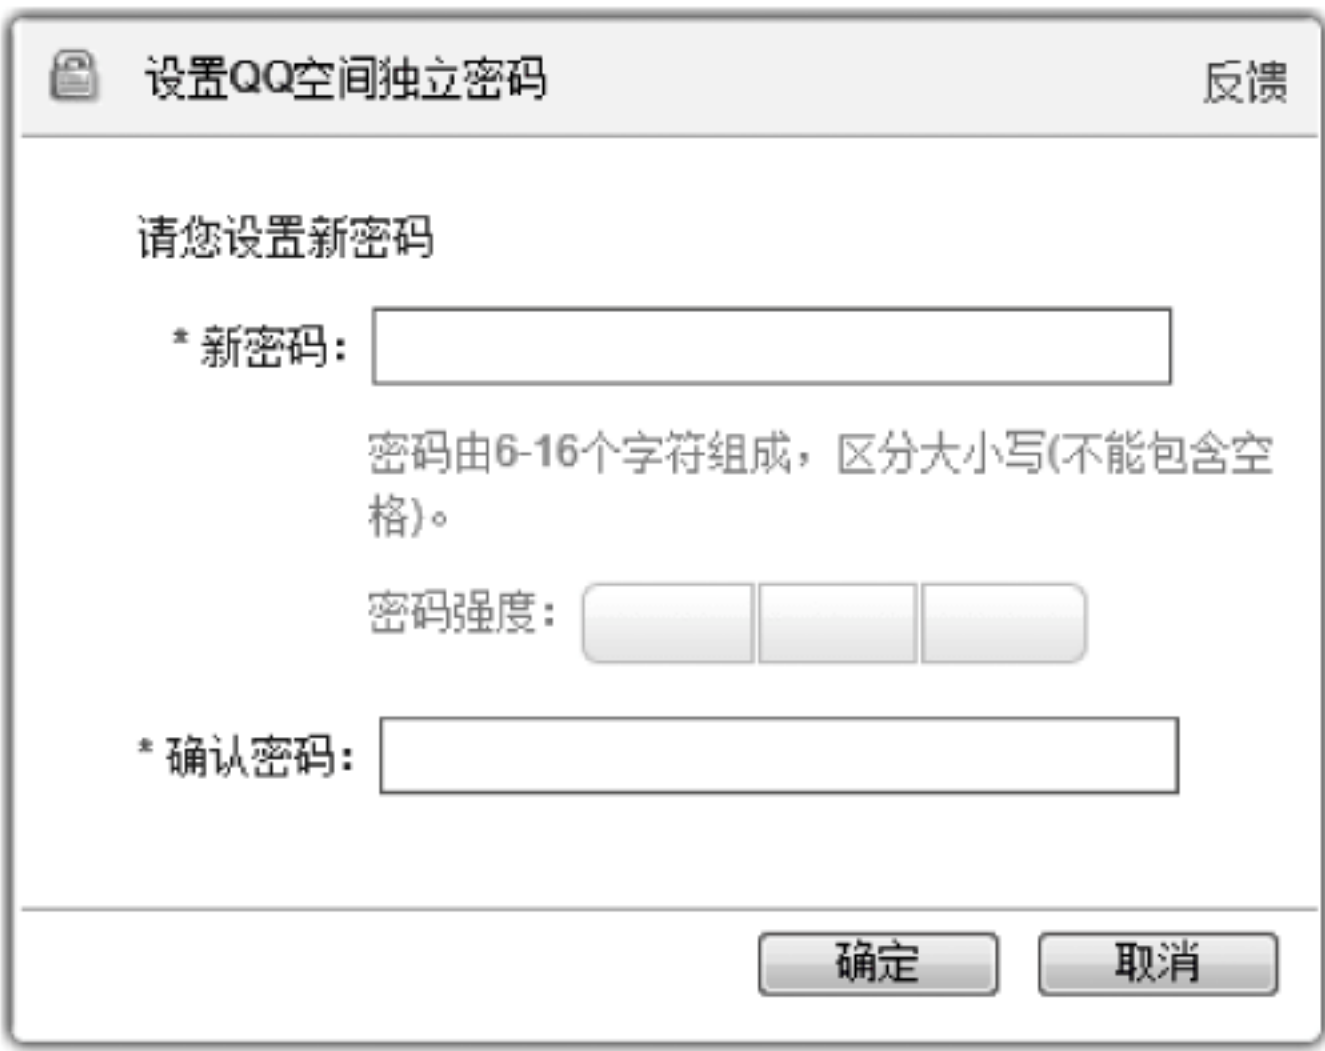 设置QQ空间独立密码 反馈
请您设置新密码
* 新密码：
密码由6-16个字符组成，区分大小写(不能包含空
格)。
密码强度：
* 确认密码：
确定 取消